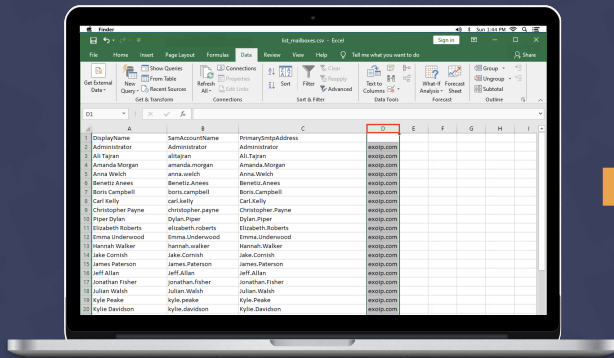 Finder Sun 1:44 PM
list_mailboxes.csv - Excel Sign in
File Home Insert Page Layout Formulas Data Review View Help Tell me what you want to do Share
Get External Data New Query Show Queries From Table Recent Sources Refresh All Connections Properties Edit Links Sort Filter Clear Reapply Advanced Text to Columns What-If Analysis Forecast Sheet Group Ungroup Subtotal
Get & Transform Connections Sort & Filter Data Tools Forecast Outline
D1 fx
A B C D E F G H I
1 DisplayName SamAccountName PrimarySmtpAddress
2 Administrator Administrator Administrator exoip.com
3 Ali Tajran alitajran Ali.Tajran exoip.com
4 Amanda Morgan amanda.morgan Amanda.Morgan exoip.com
5 Anna Welch anna.welch Anna.Welch exoip.com
6 Benetiz Anees Benetiz.Anees Benetiz.Anees exoip.com
7 Boris Campbell boris.campbell Boris.Campbell exoip.com
8 Carl Kelly carl.kelly Carl.Kelly exoip.com
9 Christopher Payne christopher.payne Christopher.Payne exoip.com
10 Piper Dylan Dylan.Piper Dylan.Piper exoip.com
11 Elizabeth Roberts elizabeth.roberts Elizabeth.Roberts exoip.com
12 Emma Underwood Emma.Underwood Emma.Underwood exoip.com
13 Hannah Walker hannah.walker Hannah.Walker exoip.com
14 Jake Cornish Jake.Cornish Jake.Cornish exoip.com
15 James Paterson James.Paterson James.Paterson exoip.com
16 Jeff Allan Jeff.Allan Jeff.Allan exoip.com
17 Jonathan Fisher jonathan.fisher Jonathan.Fisher exoip.com
18 Julian Walsh Julian.Walsh Julian.Walsh exoip.com
19 Kyle Peake kyle.peake Kyle.Peake exoip.com
20 Kylie Davidson kylie.davidson Kylie.Davidson exoip.com